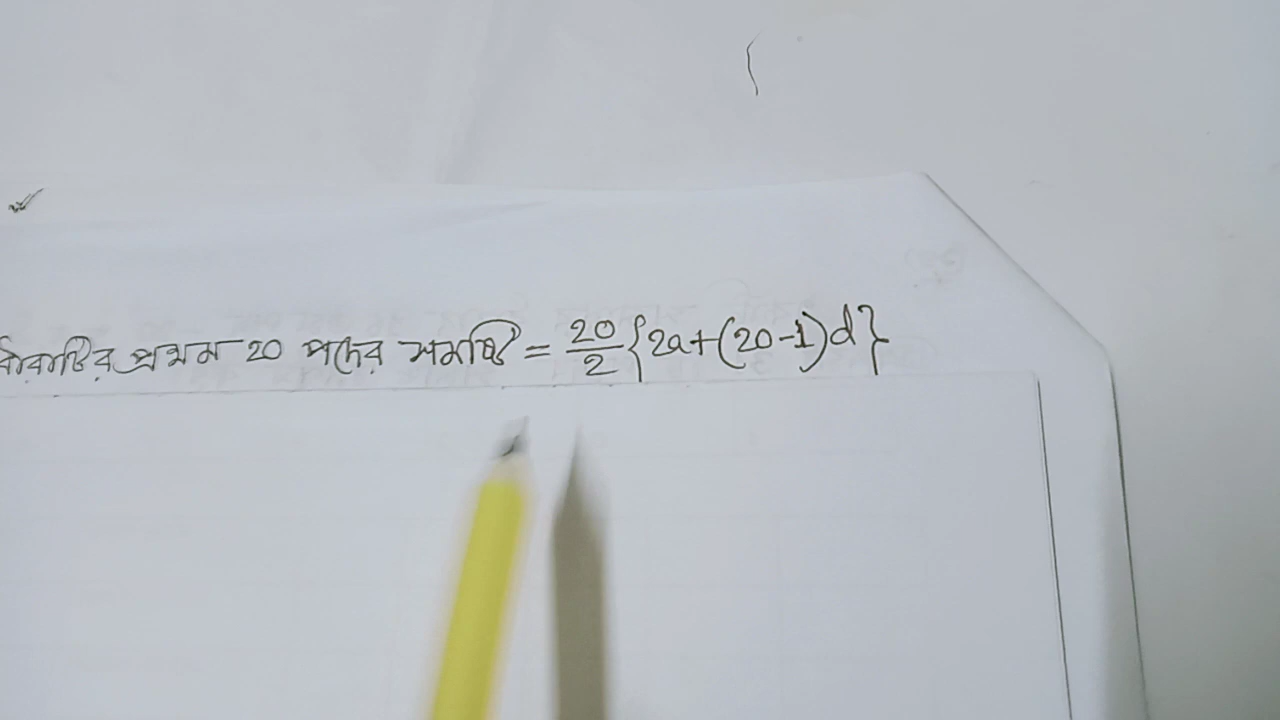 ধারাটির প্রথম 20 পদের সমষ্টি = 20/2 {2a+(20-1)d}